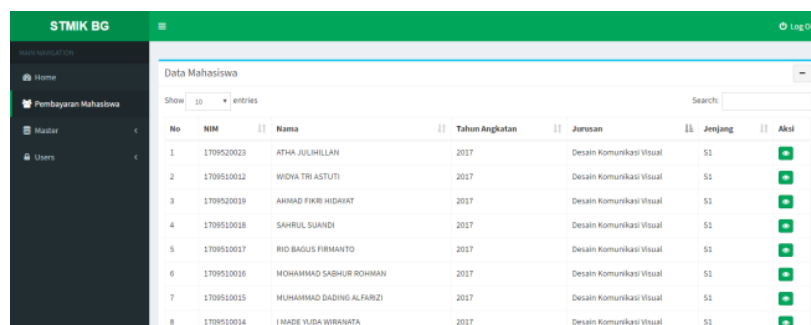 STMIK BG
Log O
MAIN NAVIGATION
Home
Pembayaran Mahasiswa
Master
Users
Data Mahasiswa
Show 10 entries
Search:
No NIM Nama Tahun Angkatan Jurusan Jenjang Aksi
1 1709520023 ATHA JULIHILLAN 2017 Desain Komunikasi Visual S1
2 1709510012 WIDYA TRI ASTUTI 2017 Desain Komunikasi Visual S1
3 1709520019 AHMAD FIKRI HIDAYAT 2017 Desain Komunikasi Visual S1
4 1709510018 SAHRUL SUANDI 2017 Desain Komunikasi Visual S1
5 1709510017 RIO BAGUS FIRMANTO 2017 Desain Komunikasi Visual S1
6 1709510016 MOHAMMAD SABHUR ROHMAN 2017 Desain Komunikasi Visual S1
7 1709510015 MUHAMMAD DADING ALFARIZI 2017 Desain Komunikasi Visual S1
8 1709510014 I MADE YUDA WIRANATA 2017 Desain Komunikasi Visual S1